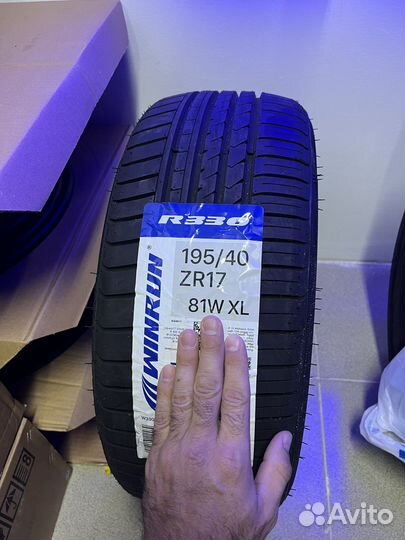 R330
195/40
ZR17
81W XL
WINRUN
Avito